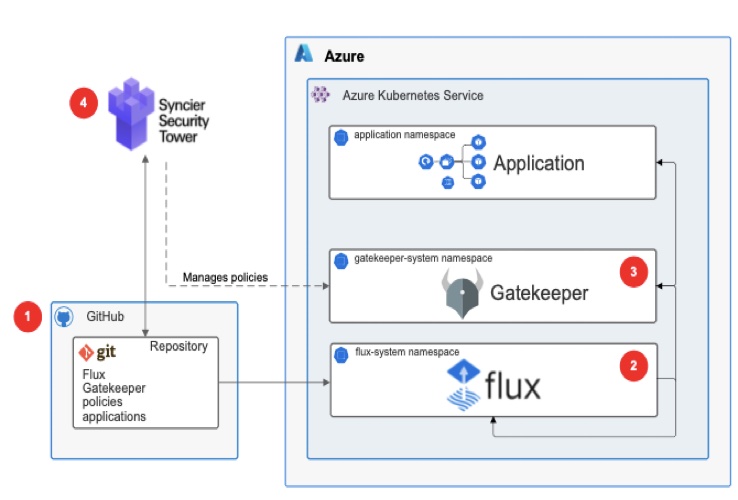 Azure
Azure Kubernetes Service
4
Syncier
Security
Tower
application namespace
Application
Manages policies
gatekeeper-system namespace
3
Gatekeeper
1
GitHub
git
Repository
Flux
Gatekeeper
policies
applications
flux-system namespace
2
flux